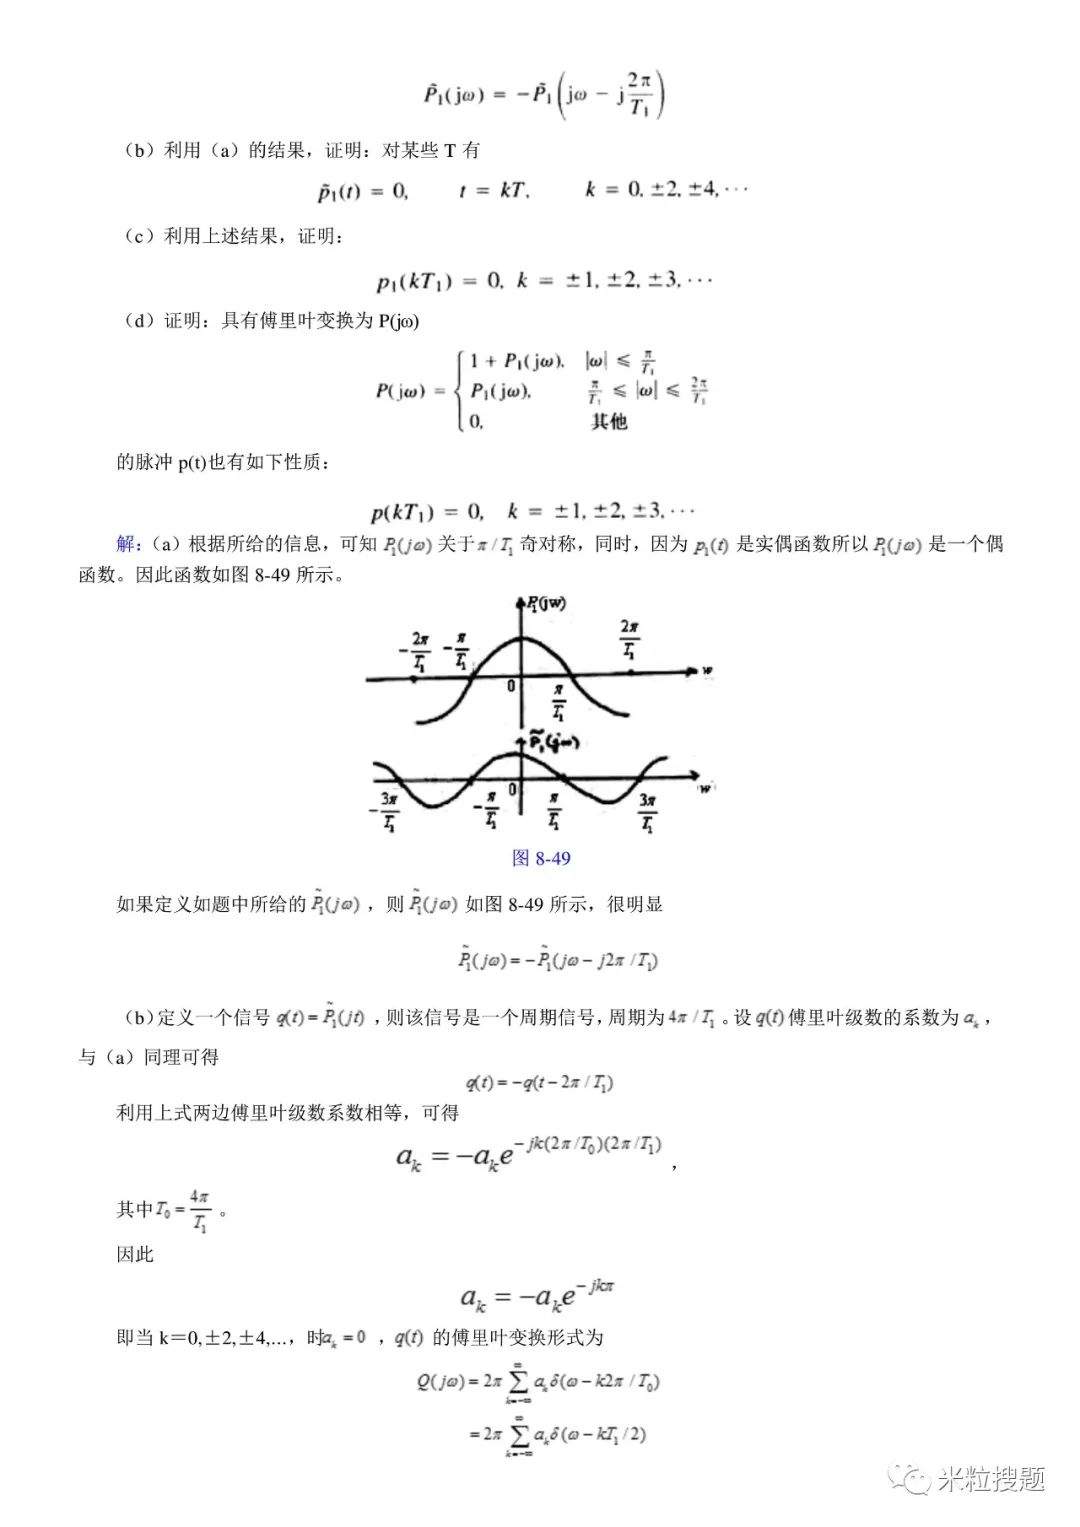 P̃₁(jω) = −P̃₁(jω − j 2π/T₁)
（b）利用（a）的结果，证明：对某些 T 有
p̃₁(t) = 0,  t = kT,  k = 0, ±2, ±4, ···
（c）利用上述结果，证明：
p₁(kT₁) = 0, k = ±1, ±2, ±3, ···
（d）证明：具有傅里叶变换为 P(jω)
P(jω) = { 1 + P₁(jω), |ω| ≤ π/T₁
P₁(jω), π/T₁ ≤ |ω| ≤ 2π/T₁
0, 其他
的脉冲 p(t)也有如下性质：
p(kT₁) = 0, k = ±1, ±2, ±3, ···
解：（a）根据所给的信息，可知 P₁(jω) 关于 π/T₁ 奇对称，同时，因为 p₁(t) 是实偶函数所以 P₁(jω) 是一个偶
函数。因此函数如图 8-49 所示。
P₁(jw)
−2π/T₁ −π/T₁ 2π/T₁
w
0 π/T₁
P̃₁(jω)
w
−3π/T₁ −π/T₁ 0 π/T₁ 3π/T₁
图 8-49
如果定义如题中所给的 P̃₁(jω) ，则 P̃₁(jω) 如图 8-49 所示，很明显
P̃₁(jω) = −P̃₁(jω − j2π/T₁)
（b）定义一个信号 q(t) = P̃₁(jt) ，则该信号是一个周期信号，周期为 4π/T₁ 。设 q(t) 傅里叶级数的系数为 aₖ ，
与（a）同理可得
q(t) = −q(t − 2π/T₁)
利用上式两边傅里叶级数系数相等，可得
aₖ = −aₖe^{−jk(2π/T₀)(2π/T₁)} ，
其中 T₀ = 4π/T₁ 。
因此
aₖ = −aₖe^{−jkπ}
即当 k＝0,±2,±4,...，时 aₖ = 0 ，q(t) 的傅里叶变换形式为
Q(jω) = 2π ∑_{k=−∞}^{∞} aₖδ(ω − k2π/T₀)
= 2π ∑_{k=−∞}^{∞} aₖδ(ω − kT₁/2)
米粒搜题